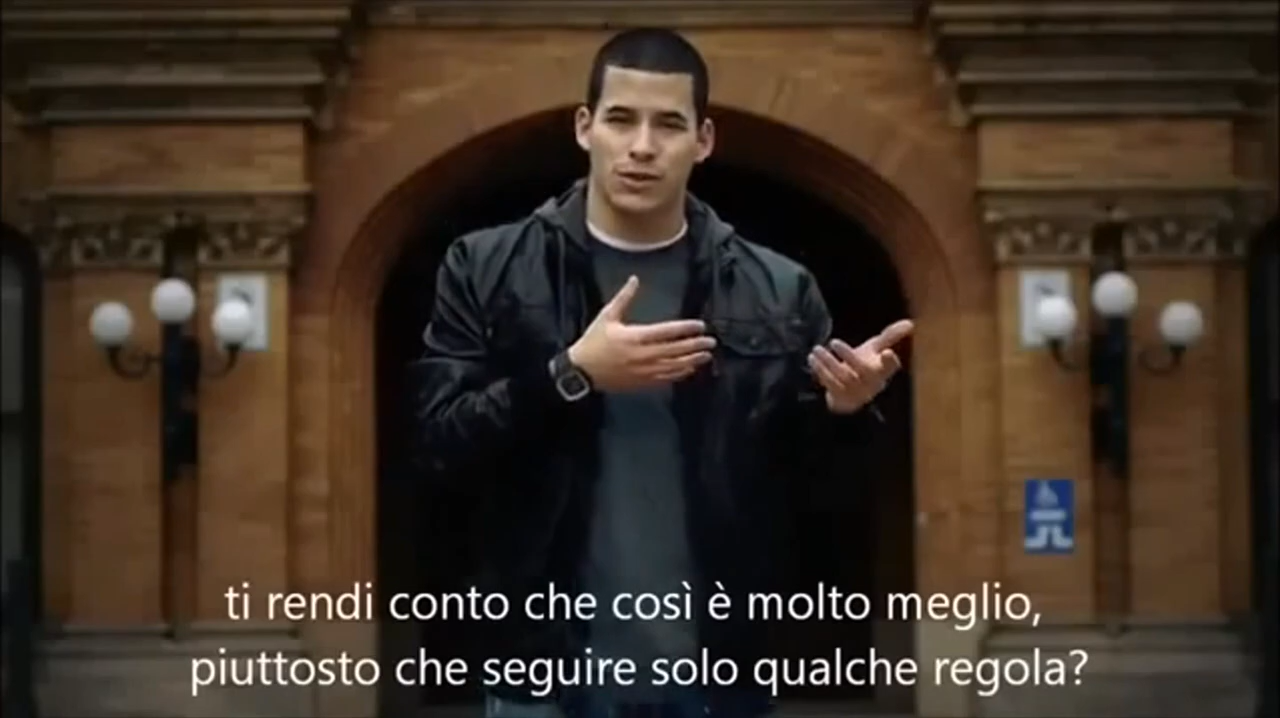 ti rendi conto che così è molto meglio,
piuttosto che seguire solo qualche regola?